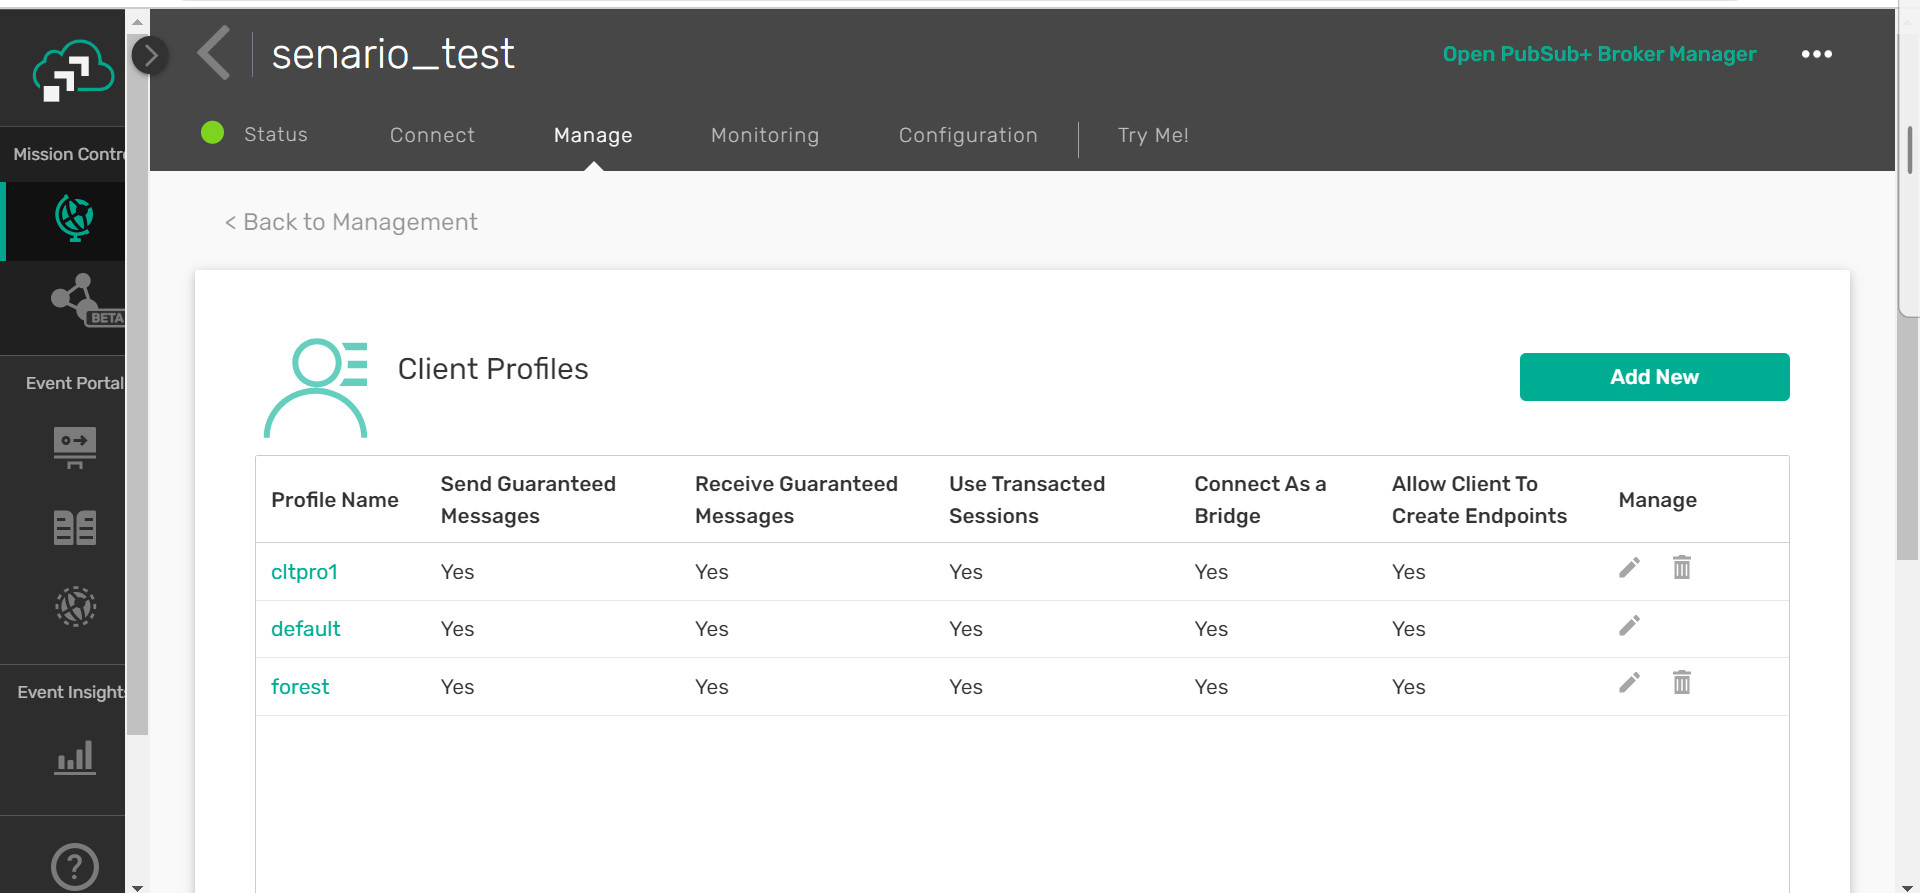 senario_test
Open PubSub+ Broker Manager
Status Connect Manage Monitoring Configuration Try Me!
Mission Contro
BETA
Event Portal
Event Insights
?
< Back to Management
Client Profiles
Add New
Profile Name Send Guaranteed Messages Receive Guaranteed Messages Use Transacted Sessions Connect As a Bridge Allow Client To Create Endpoints Manage
cltpro1 Yes Yes Yes Yes Yes
default Yes Yes Yes Yes Yes
forest Yes Yes Yes Yes Yes